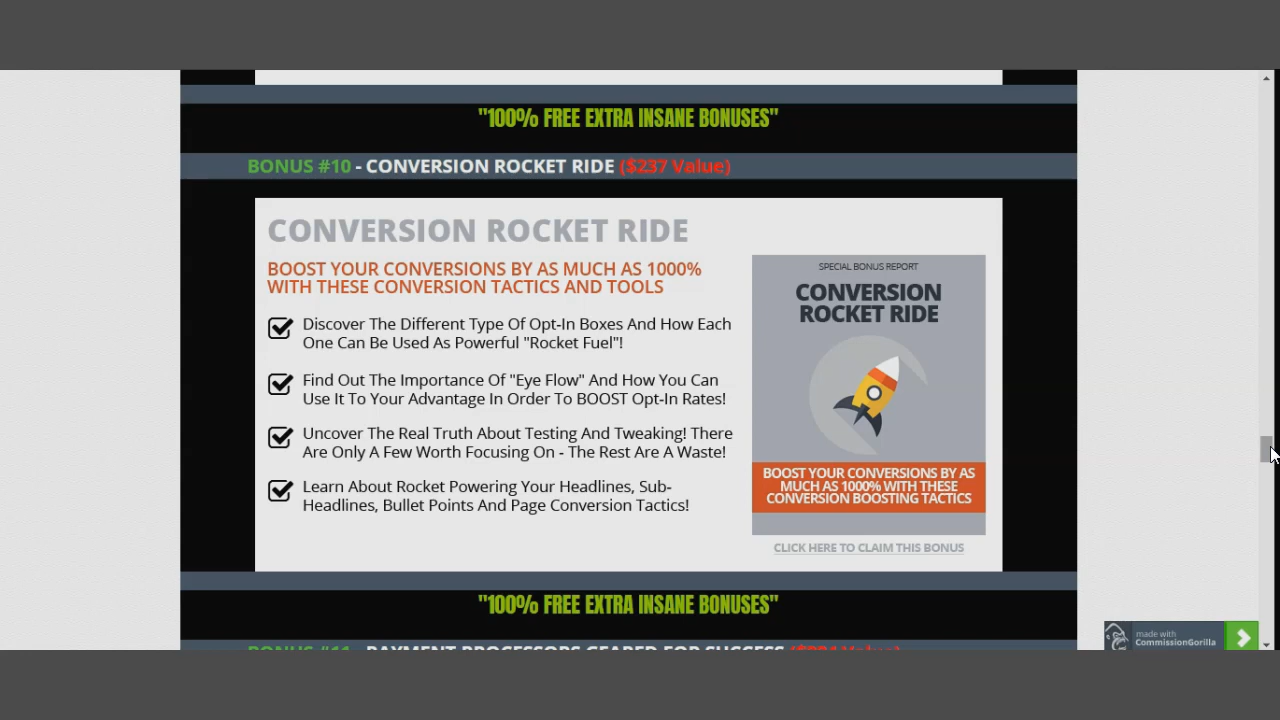 "100% FREE EXTRA INSANE BONUSES"
BONUS #10 - CONVERSION ROCKET RIDE ($237 Value)
CONVERSION ROCKET RIDE
BOOST YOUR CONVERSIONS BY AS MUCH AS 1000%
WITH THESE CONVERSION TACTICS AND TOOLS
Discover The Different Type Of Opt-In Boxes And How Each
One Can Be Used As Powerful "Rocket Fuel"!
Find Out The Importance Of "Eye Flow" And How You Can
Use It To Your Advantage In Order To BOOST Opt-In Rates!
Uncover The Real Truth About Testing And Tweaking! There
Are Only A Few Worth Focusing On - The Rest Are A Waste!
Learn About Rocket Powering Your Headlines, Sub-
Headlines, Bullet Points And Page Conversion Tactics!
SPECIAL BONUS REPORT
CONVERSION
ROCKET RIDE
BOOST YOUR CONVERSIONS BY AS
MUCH AS 1000% WITH THESE
CONVERSION BOOSTING TACTICS
CLICK HERE TO CLAIM THIS BONUS
"100% FREE EXTRA INSANE BONUSES"
BONUS #11 - PAYMENT PROCESSORS GEARED FOR SUCCESS
made with
CommissionGorilla